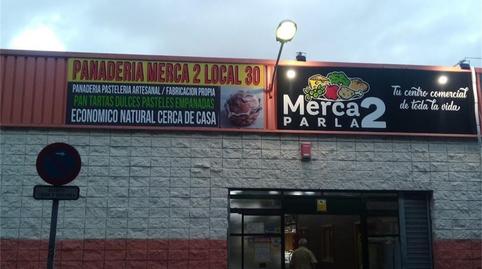 PANADERIA MERCA 2 LOCAL 30
PANADERIA PASTELERIA ARTESANAL / FABRICACION PROPIA
PAN TARTAS DULCES PASTELES EMPANADAS
ECONOMICO NATURAL CERCA DE CASA
Merca 2
PARLA
Tu centro comercial
de toda la vida